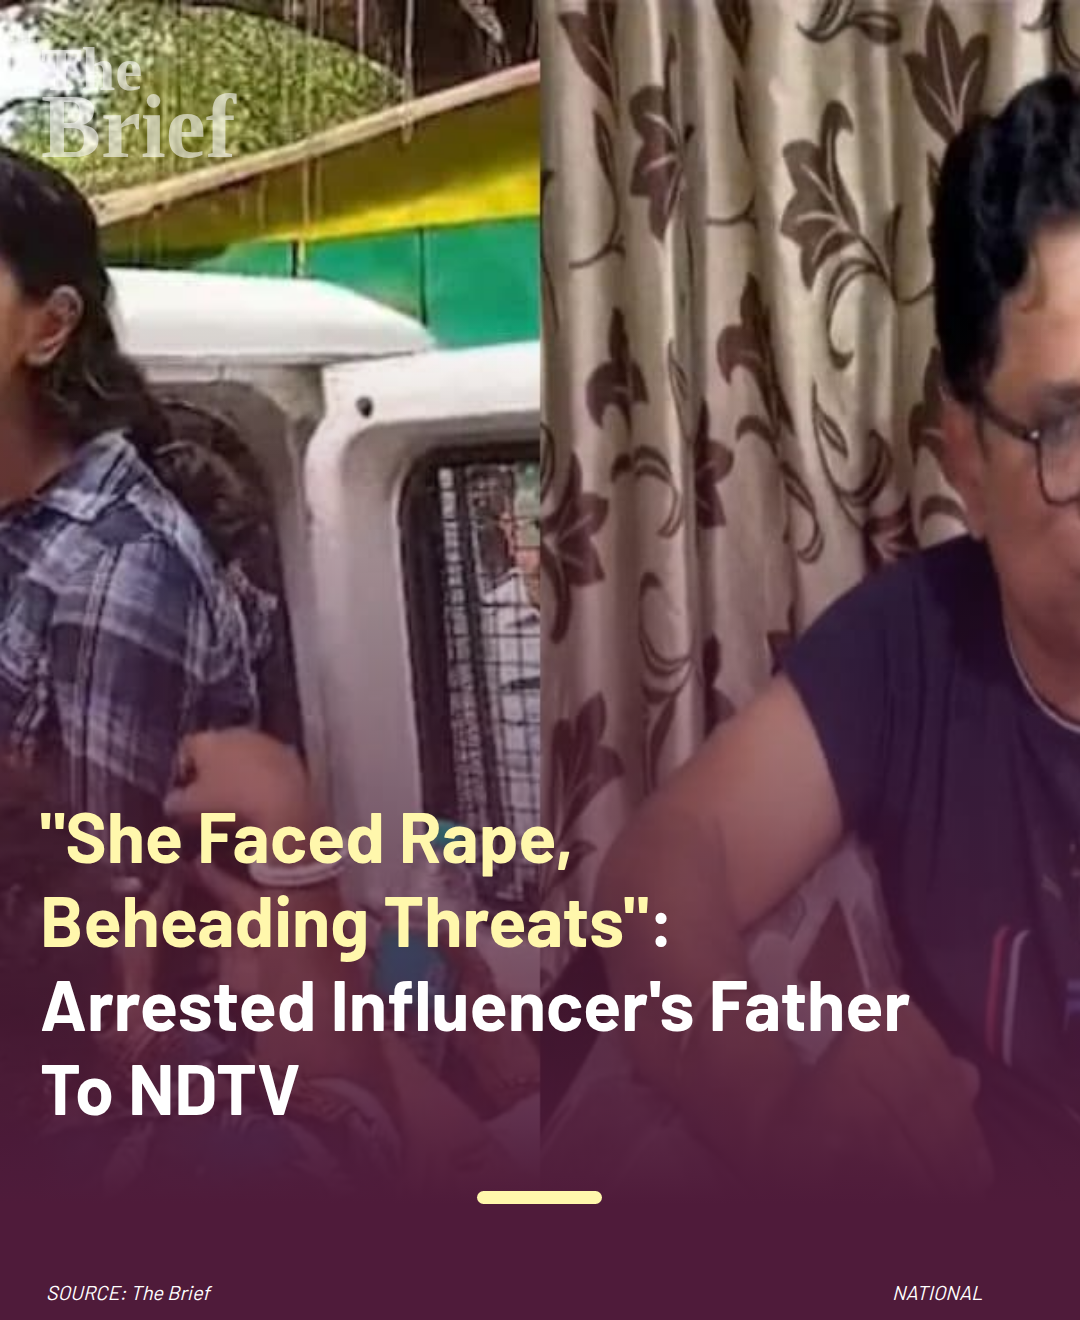 The
Brief
"She Faced Rape,
Beheading Threats":
Arrested Influencer's Father
To NDTV
SOURCE: The Brief
NATIONAL